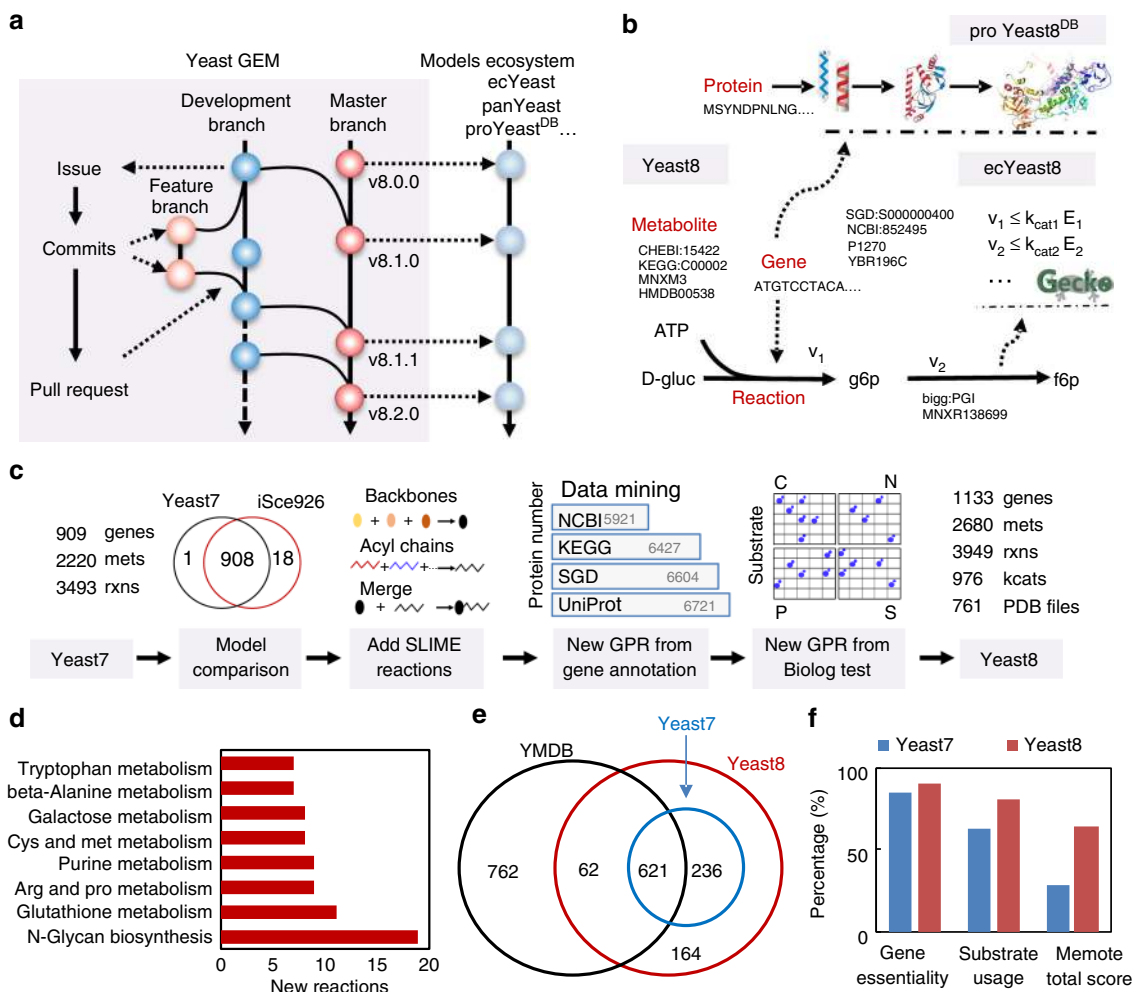 a
Yeast GEM
Models ecosystem
ecYeast
panYeast
proYeast^DB...
Development
branch
Master
branch
Issue
Feature
branch
Commits
Pull request
v8.0.0
v8.1.0
v8.1.1
v8.2.0
b
pro Yeast8^DB
Protein
MSYNDPNLNG....
Yeast8
ecYeast8
Metabolite
CHEBI:15422
KEGG:C00002
MNXM3
HMDB00538
Gene
ATGTCCTACA....
SGD:S000000400
NCBI:852495
P1270
YBR196C
v1 ≤ kcat1 E1
v2 ≤ kcat2 E2
...
Gecko
ATP
D-gluc
v1
g6p
v2
f6p
Reaction
bigg:PGI
MNXR138699
c
909 genes
2220 mets
3493 rxns
Yeast7
iSce926
1
908
18
Backbones
+ +
Acyl chains
+ +
Merge
+
Data mining
Protein number
NCBI 5921
KEGG 6427
SGD 6604
UniProt 6721
Substrate
C
N
P
S
1133 genes
2680 mets
3949 rxns
976 kcats
761 PDB files
Yeast7
Model
comparison
Add SLIME
reactions
New GPR from
gene annotation
New GPR from
Biolog test
Yeast8
d
Tryptophan metabolism
beta-Alanine metabolism
Galactose metabolism
Cys and met metabolism
Purine metabolism
Arg and pro metabolism
Glutathione metabolism
N-Glycan biosynthesis
0 5 10 15 20
New reactions
e
Yeast7
YMDB
Yeast8
762
62
621
236
164
f
Yeast7
Yeast8
Percentage (%)
100
50
0
Gene
essentiality
Substrate
usage
Memote
total score